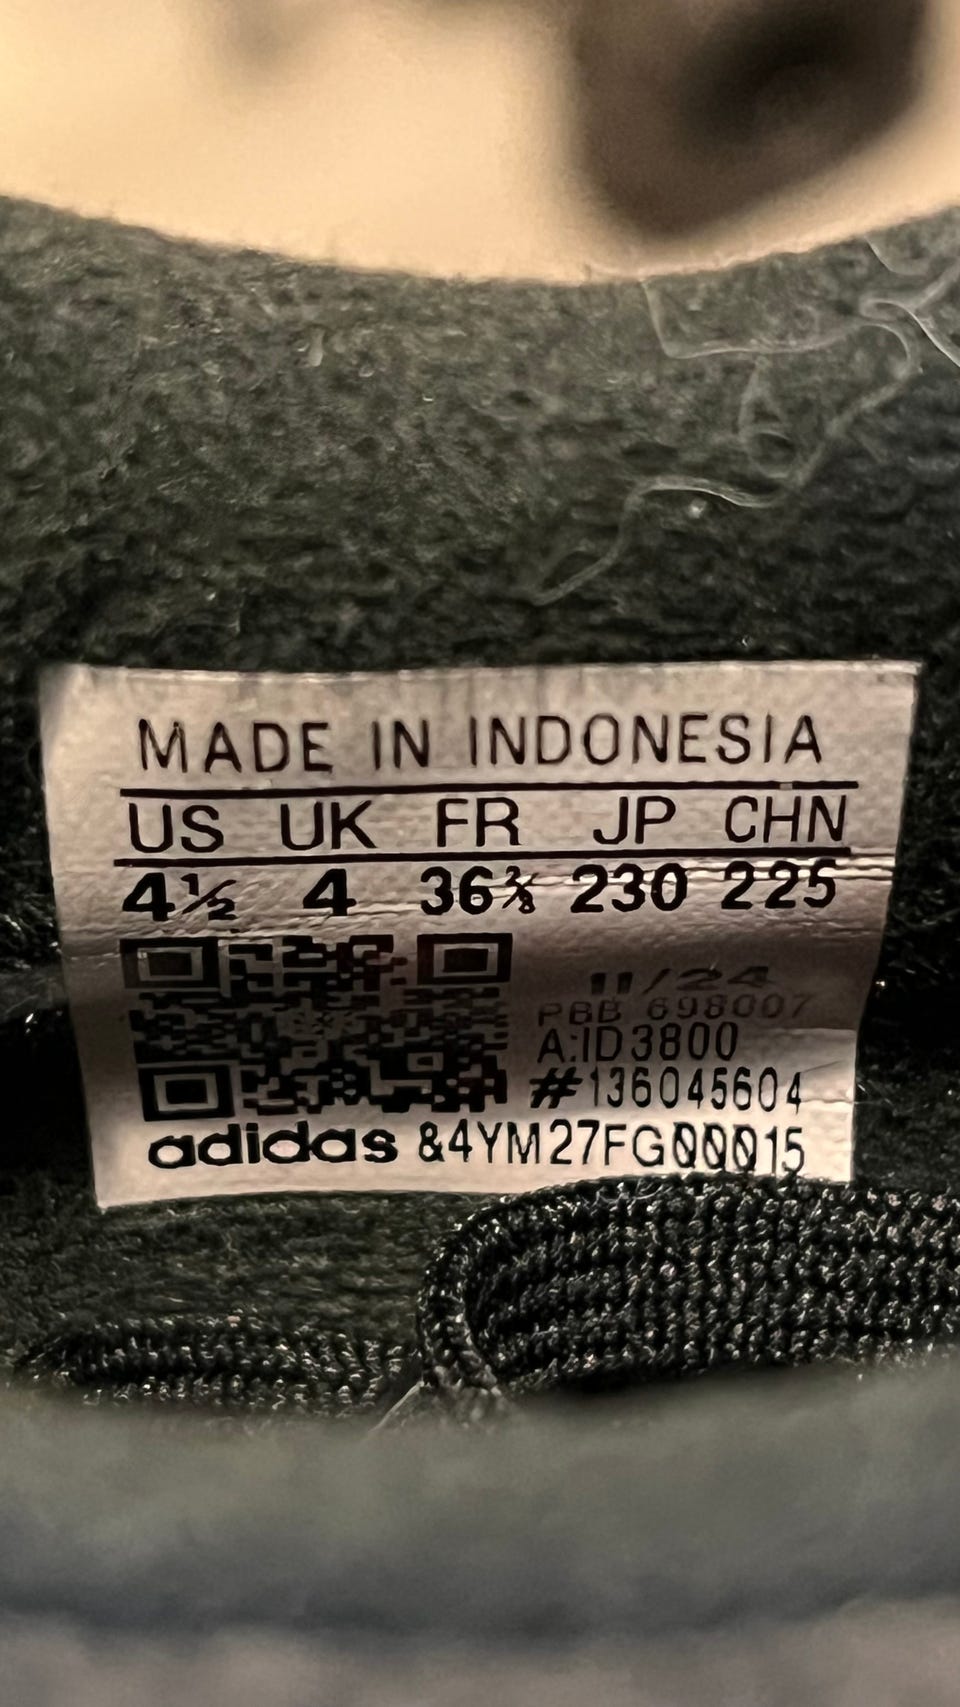 MADE IN INDONESIA
US UK FR JP CHN
4½ 4 36⅔ 230 225
11/24
PBB 698007
A:ID3800
#136045604
adidas &4YM27FG00015